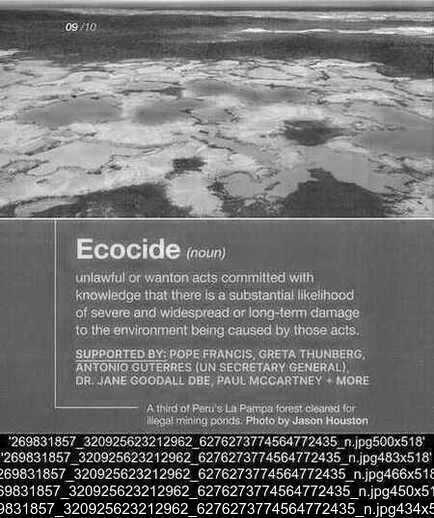 09 /10
Ecocide (noun)
unlawful or wanton acts committed with
knowledge that there is a substantial likelihood
of severe and widespread or long-term damage
to the environment being caused by those acts.
SUPPORTED BY: POPE FRANCIS, GRETA THUNBERG,
ANTONIO GUTERRES (UN SECRETARY GENERAL),
DR. JANE GOODALL DBE, PAUL MCCARTNEY + MORE
A third of Peru's La Pampa forest cleared for
illegal mining ponds. Photo by Jason Houston
'269831857_320925623212962_6276273774564772435_n.jpg500x518'
'269831857_320925623212962_6276273774564772435_n.jpg483x518'
269831857_320925623212962_6276273774564772435_n.jpg466x518
69831857_320925623212962_6276273774564772435_n.jpg450x51
9831857_320925623212962_6276273774564772435_n.jpg434x5